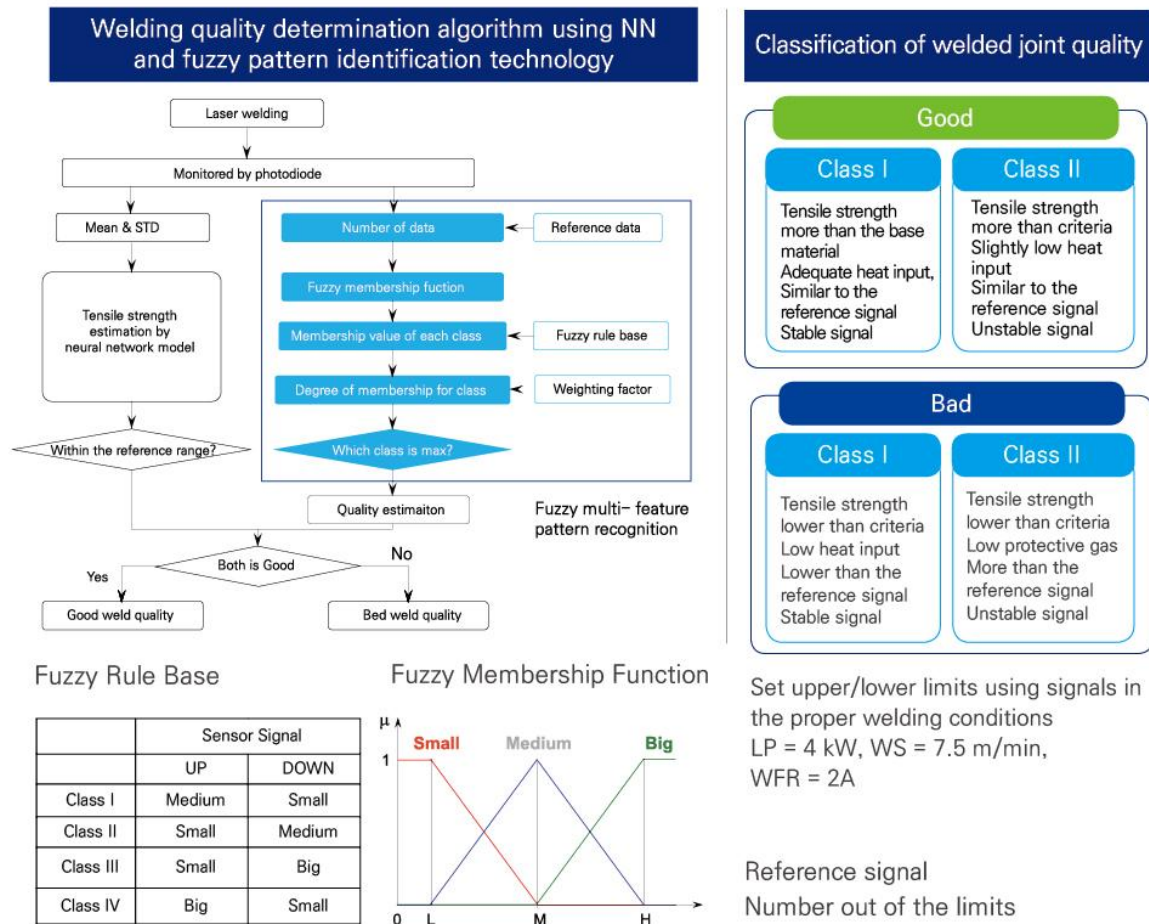 Welding quality determination algorithm using NN
and fuzzy pattern identification technology
Laser welding
Monitored by photodiode
Mean & STD
Number of data
Reference data
Tensile strength
estimation by
neural network model
Fuzzy membership fuction
Membership value of each class
Fuzzy rule base
Degree of membership for class
Weighting factor
Within the reference range?
Which class is max?
Quality estimaiton
Fuzzy multi- feature
pattern recognition
Both is Good
Yes
No
Good weld quality
Bed weld quality
Classification of welded joint quality
Good
Class I
Tensile strength
more than the base
material
Adequate heat input,
Similar to the
reference signal
Stable signal
Class II
Tensile strength
more than criteria
Slightly low heat
input
Similar to the
reference signal
Unstable signal
Bad
Class I
Tensile strength
lower than criteria
Low heat input
Lower than the
reference signal
Stable signal
Class II
Tensile strength
lower than criteria
Low protective gas
More than the
reference signal
Unstable signal
Fuzzy Rule Base
Sensor Signal
UP DOWN
Class I Medium Small
Class II Small Medium
Class III Small Big
Class IV Big Small
Fuzzy Membership Function
μ
Small Medium Big
1
0 L M H
Set upper/lower limits using signals in
the proper welding conditions
LP = 4 kW, WS = 7.5 m/min,
WFR = 2A
Reference signal
Number out of the limits